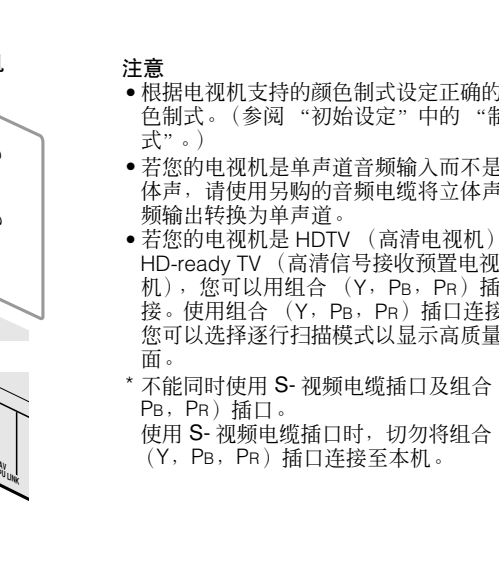 注意
•根据电视机支持的颜色制式设定正确的
色制式。（参阅 “初始设定”中的 “制
式”。）
•若您的电视机是单声道音频输入而不是
体声，请使用另购的音频电缆将立体声
频输出转换为单声道。
•若您的电视机是 HDTV （高清电视机）
HD-ready TV （高清信号接收预置电视
机），您可以用组合 （Y，PB，PR）插
接。使用组合 （Y，PB，PR）插口连接
您可以选择逐行扫描模式以显示高质量
面。
* 不能同时使用 S- 视频电缆插口及组合
PB，PR）插口。
使用 S- 视频电缆插口时，切勿将组合
（Y，PB，PR）插口连接至本机。
AV
PU LINK